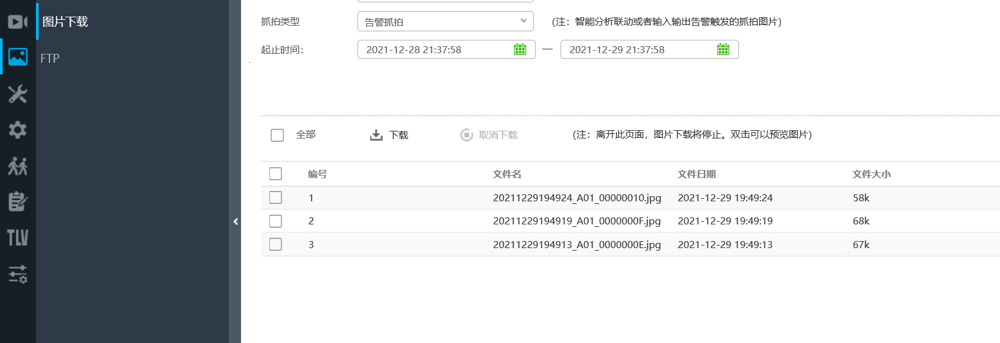 图片下载
FTP
TLV
抓拍类型 告警抓拍 (注：智能分析联动或者输入输出告警触发的抓拍图片)
起止时间： 2021-12-28 21:37:58 — 2021-12-29 21:37:58
全部 下载 取消下载 (注：离开此页面，图片下载将停止。双击可以预览图片)
编号 文件名 文件日期 文件大小
1 20211229194924_A01_00000010.jpg 2021-12-29 19:49:24 58k
2 20211229194919_A01_0000000F.jpg 2021-12-29 19:49:19 68k
3 20211229194913_A01_0000000E.jpg 2021-12-29 19:49:13 67k